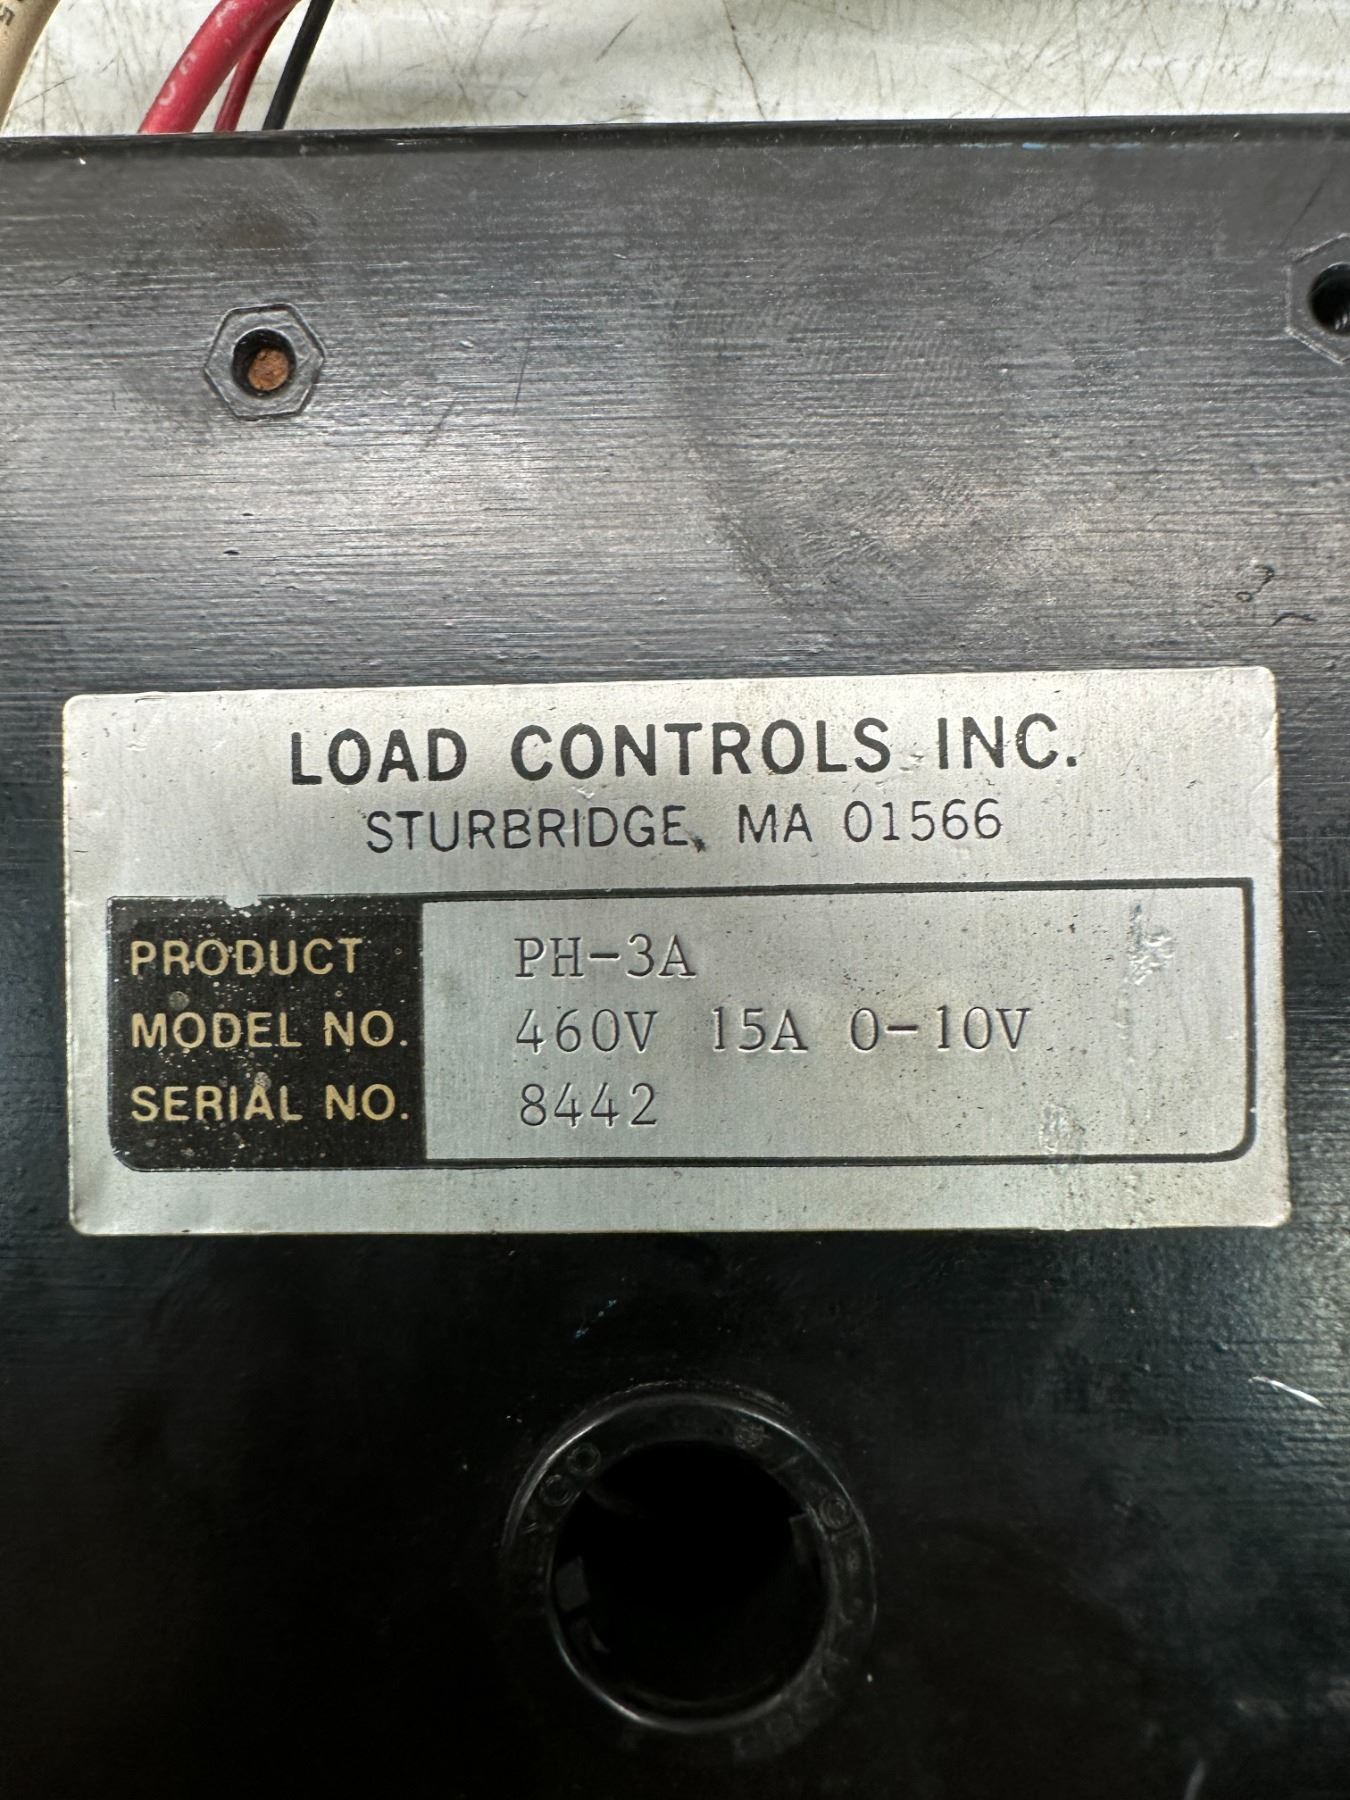 LOAD CONTROLS INC.
STURBRIDGE, MA 01566
PRODUCT PH-3A
MODEL NO. 460V 15A 0-10V
SERIAL NO. 8442